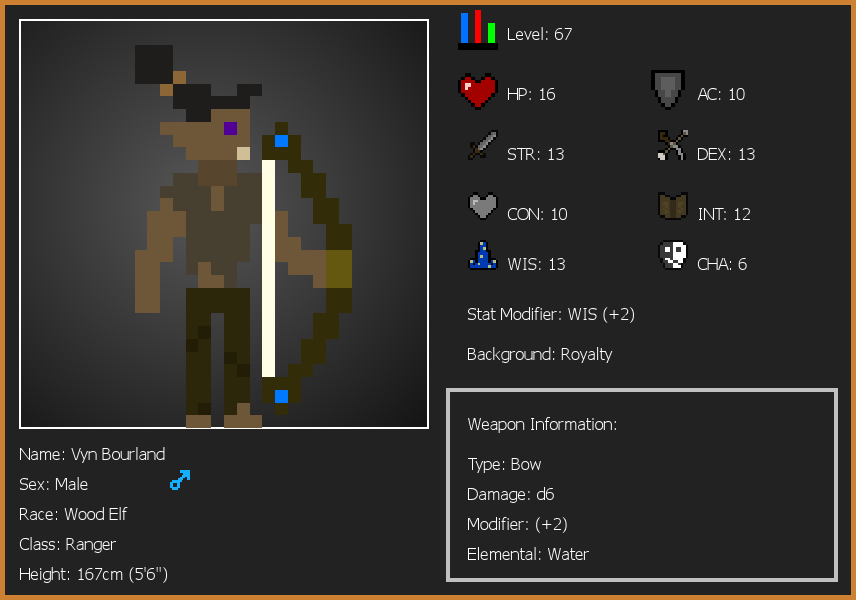 Level: 67
HP: 16
AC: 10
STR: 13
DEX: 13
CON: 10
INT: 12
WIS: 13
CHA: 6
Stat Modifier: WIS (+2)
Background: Royalty
Weapon Information:
Type: Bow
Damage: d6
Modifier: (+2)
Elemental: Water
Name: Vyn Bourland
Sex: Male
Race: Wood Elf
Class: Ranger
Height: 167cm (5'6")